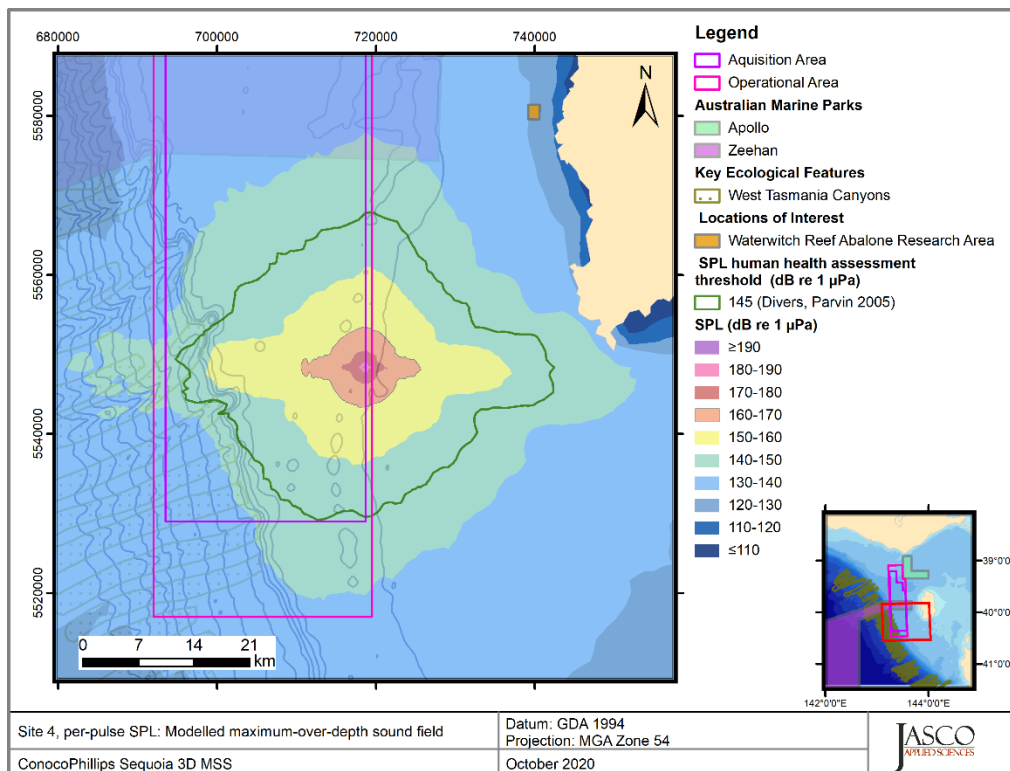 680000 700000 720000 740000
5580000
5560000
5540000
5520000
N
0 7 14 21
km
Legend
Aquisition Area
Operational Area
Australian Marine Parks
Apollo
Zeehan
Key Ecological Features
West Tasmania Canyons
Locations of Interest
Waterwitch Reef Abalone Research Area
SPL human health assessment
threshold (dB re 1 µPa)
145 (Divers, Parvin 2005)
SPL (dB re 1 µPa)
≥190
180-190
170-180
160-170
150-160
140-150
130-140
120-130
110-120
≤110
39°0'0"S
40°0'0"S
41°0'0"S
142°0'0"E 144°0'0"E
Site 4, per-pulse SPL: Modelled maximum-over-depth sound field
Datum: GDA 1994
Projection: MGA Zone 54
ConocoPhillips Sequoia 3D MSS
October 2020
JASCO
APPLIED SCIENCES